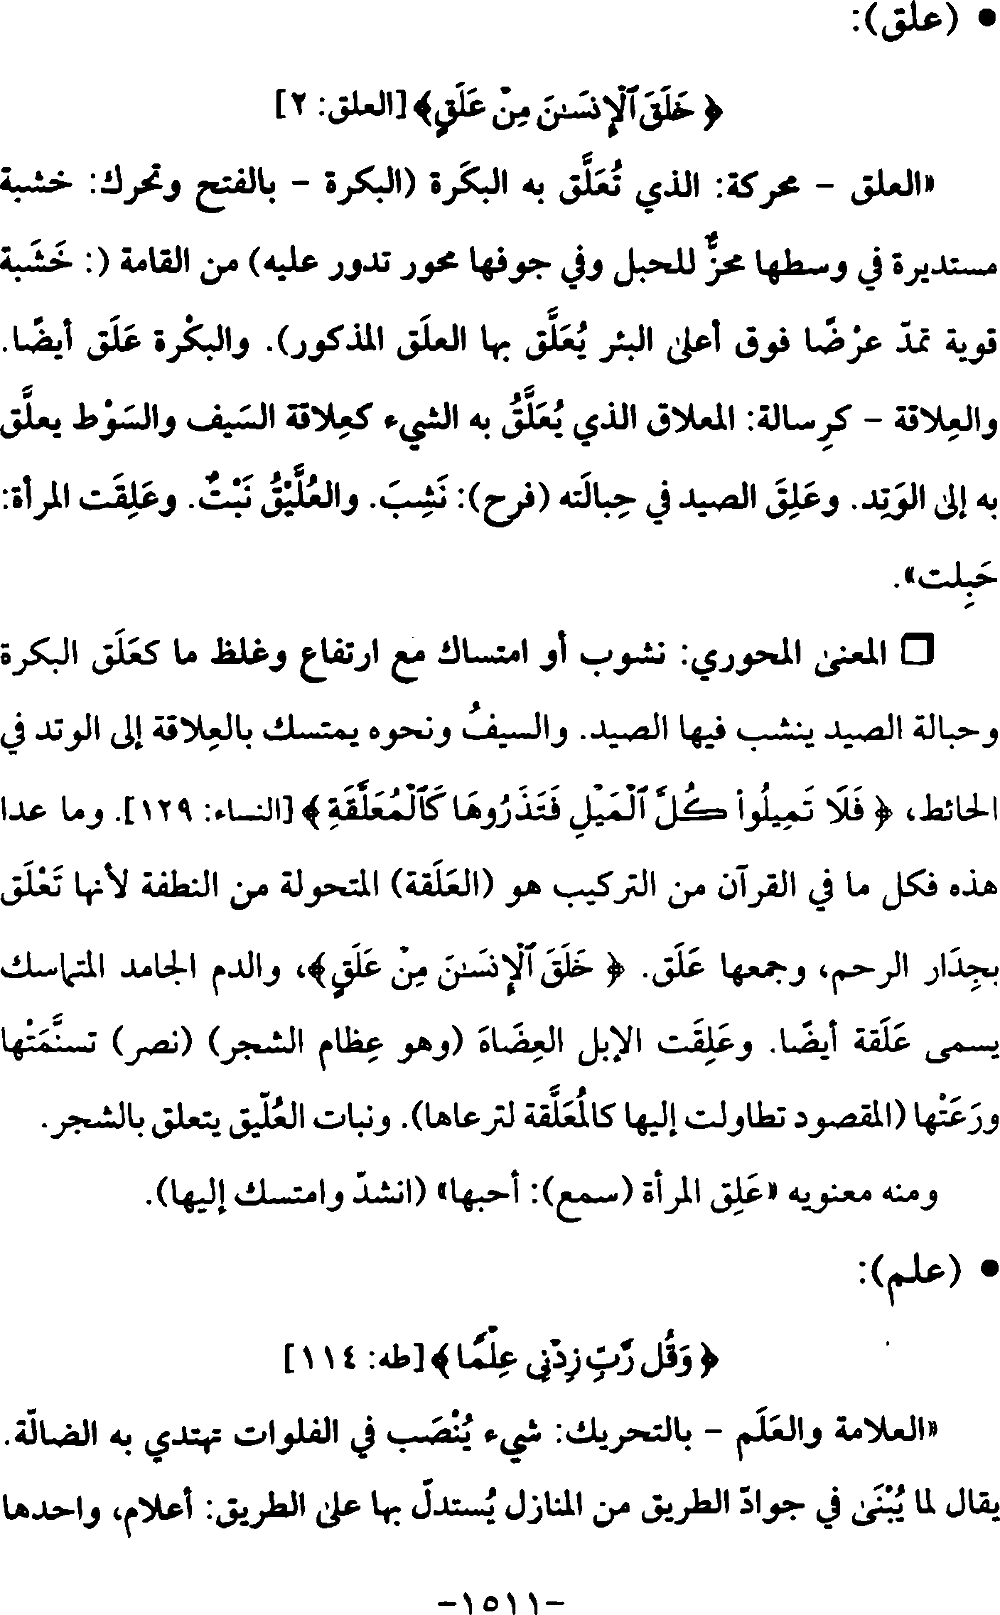 • (علق):
﴿ خَلَقَ ٱلْإِنسَـٰنَ مِنْ عَلَقٍ﴾ [العلق: ٢]
«العلق - محركة: الذي تُعَلَّق به البكَرة (البكرة - بالفتح وتحرك: خشبة
مستديرة في وسطها محزٌّ للحبل وفي جوفها محور تدور عليه) من القامة (: خَشَبة
قوية تمدّ عرْضًا فوق أعلى البئر يُعَلَّق بها العلَق المذكور). والبكْرة عَلَق أيضًا.
والعِلاقة - كرِسالة: المعلاق الذي يُعَلَّقُ به الشيء كعِلاقة السَيف والسَوْط يعلَّق
به إلى الوَتِد. وعَلِقَ الصيد في حِبالَته (فرح): نَشِبَ. والعُلَّيْقُ نَبْتٌ. وعَلِقَت المرأة:
حَبِلت».
❒ المعنى المحوري: نشوب أو امتساك مع ارتفاع وغلظ ما كعَلَق البكرة
وحبالة الصيد ينشب فيها الصيد. والسيفُ ونحوه يمتسك بالعِلاقة إلى الوتد في
الحائط، ﴿ فَلَا تَمِيلُوا۟ كُلَّ ٱلْمَيْلِ فَتَذَرُوهَا كَٱلْمُعَلَّقَةِ ﴾ [النساء: ١٢٩]. وما عدا
هذه فكل ما في القرآن من التركيب هو (العَلَقة) المتحولة من النطفة لأنها تَعْلَق
بجِدَار الرحم، وجمعها عَلَق. ﴿ خَلَقَ ٱلْإِنسَـٰنَ مِنْ عَلَقٍ﴾، والدم الجامد المتماسك
يسمى عَلَقة أيضًا. وعَلِقَت الإبل العِضَاهَ (وهو عِظام الشجر) (نصر) تسنَّمَتْها
ورَعَتْها (المقصود تطاولت إليها كالمُعَلَّقة لترعاها). ونبات العُلّيق يتعلق بالشجر.
ومنه معنويه «عَلِق المرأة (سمع): أحبها» (انشدّ وامتسك إليها).
• (علم):
﴿ وَقُل رَّبِّ زِدْنِى عِلْمًا ﴾ [طه: ١١٤]
«العلامة والعَلَم - بالتحريك: شيء يُنْصَب في الفلوات تهتدي به الضالّة.
يقال لما يُبْنَى في جوادّ الطريق من المنازل يُستدلّ بها على الطريق: أعلام، واحدها
-١٥١١-